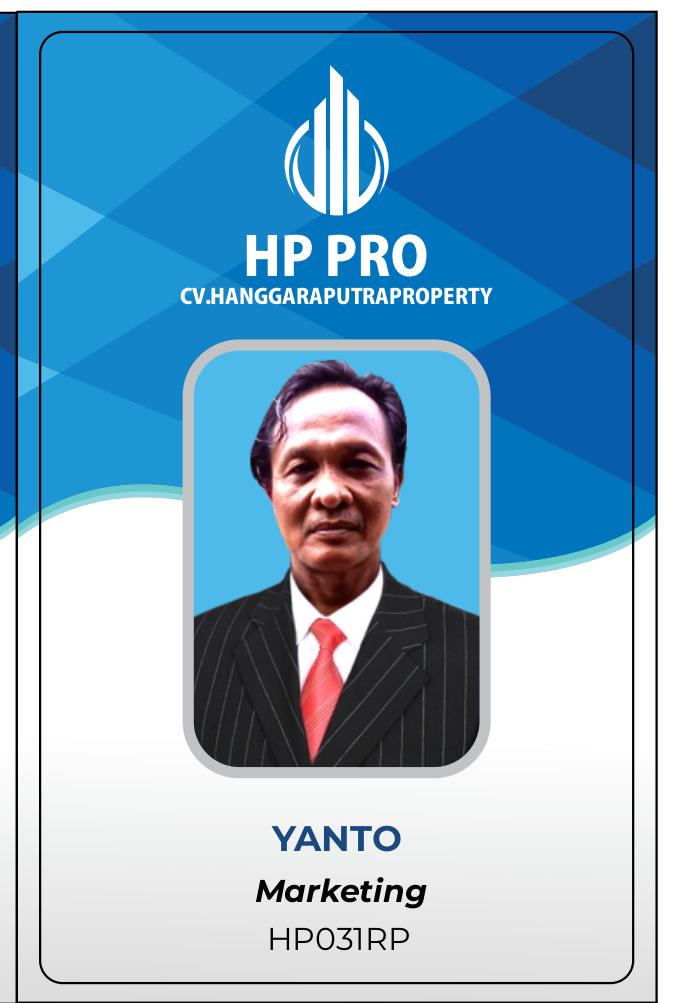 HP PRO
CV.HANGGARAPUTRAPROPERTY
YANTO
Marketing
HP031RP